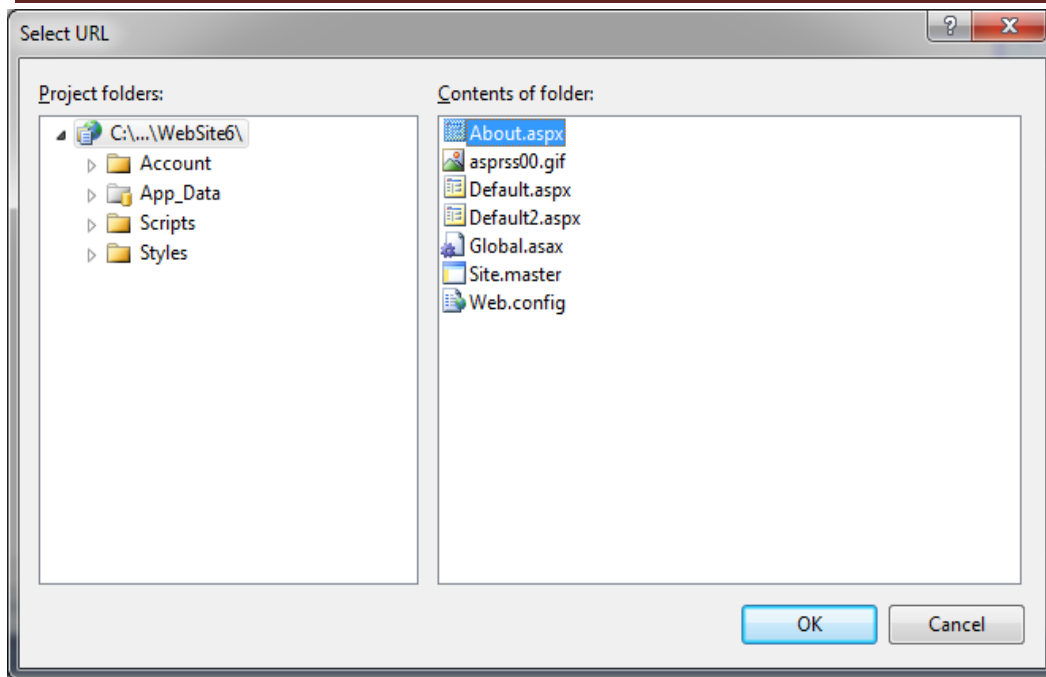 Select URL
Project folders:
C:\...\WebSite6\
Account
App_Data
Scripts
Styles
Contents of folder:
About.aspx
asprss00.gif
Default.aspx
Default2.aspx
Global.asax
Site.master
Web.config
OK
Cancel